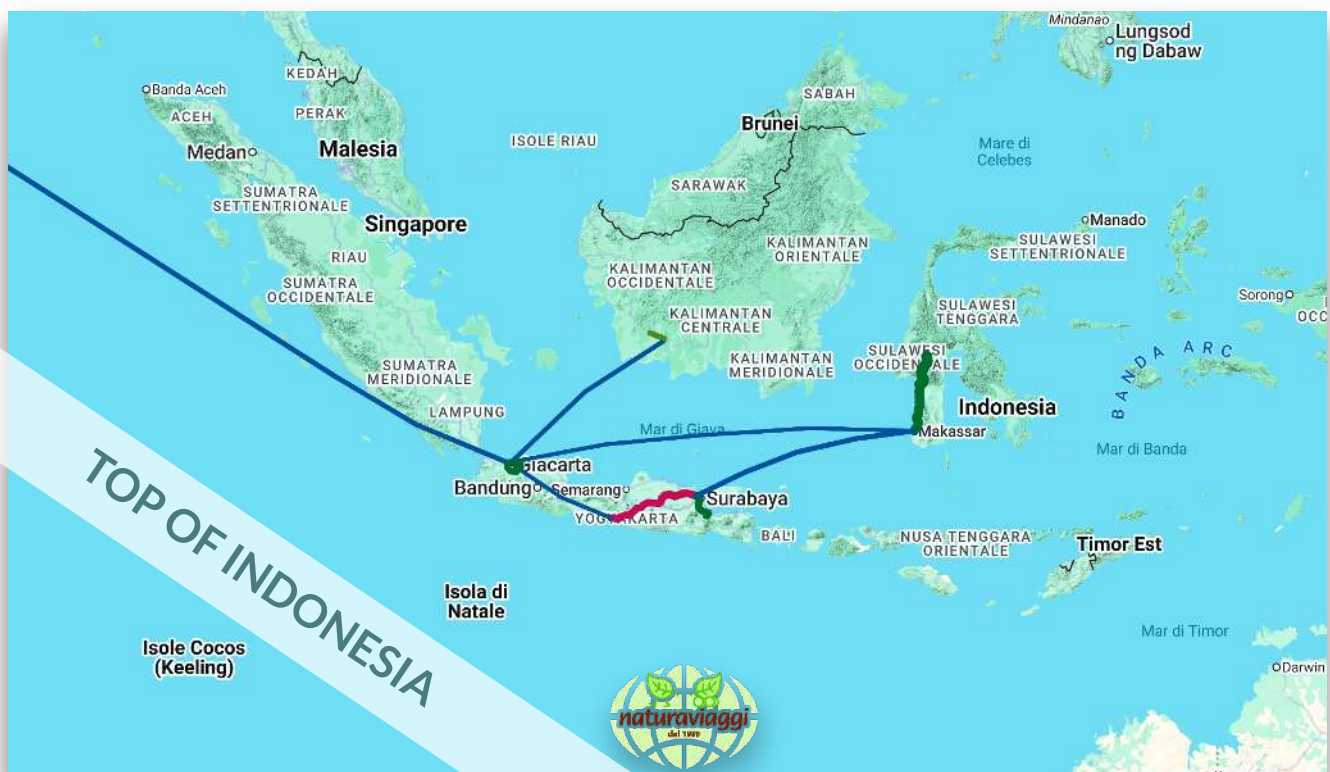 Mindanao
Lungsod
ng Dabaw
KEDAH
Banda Aceh
SABAH
ACEH
PERAK
Brunei
ISOLE RIAU
Malesia
Medan
Mare di
Celebes
SARAWAK
SUMATRA
SETTENTRIONALE
Singapore
Manado
KALIMANTAN
ORIENTALE
SULAWESI
SETTENTRIONALE
RIAU
KALIMANTAN
OCCIDENTALE
SUMATRA
OCCIDENTALE
Sorong
SULAWESI
TENGGARA
OCC
KALIMANTAN
CENTRALE
BANDA ARC
SULAWESI
OCCIDENTALE
KALIMANTAN
MERIDIONALE
SUMATRA
MERIDIONALE
LAMPUNG
Indonesia
Mar di Giava
Makassar
Mar di Banda
Giacarta
Bandung
Semarang
Surabaya
YOGYAKARTA
BALI
NUSA TENGGARA
ORIENTALE
Timor Est
TOP OF INDONESIA
Isola di
Natale
Mar di Timor
Isole Cocos
(Keeling)
Darwin
naturaviaggi
dal 1989